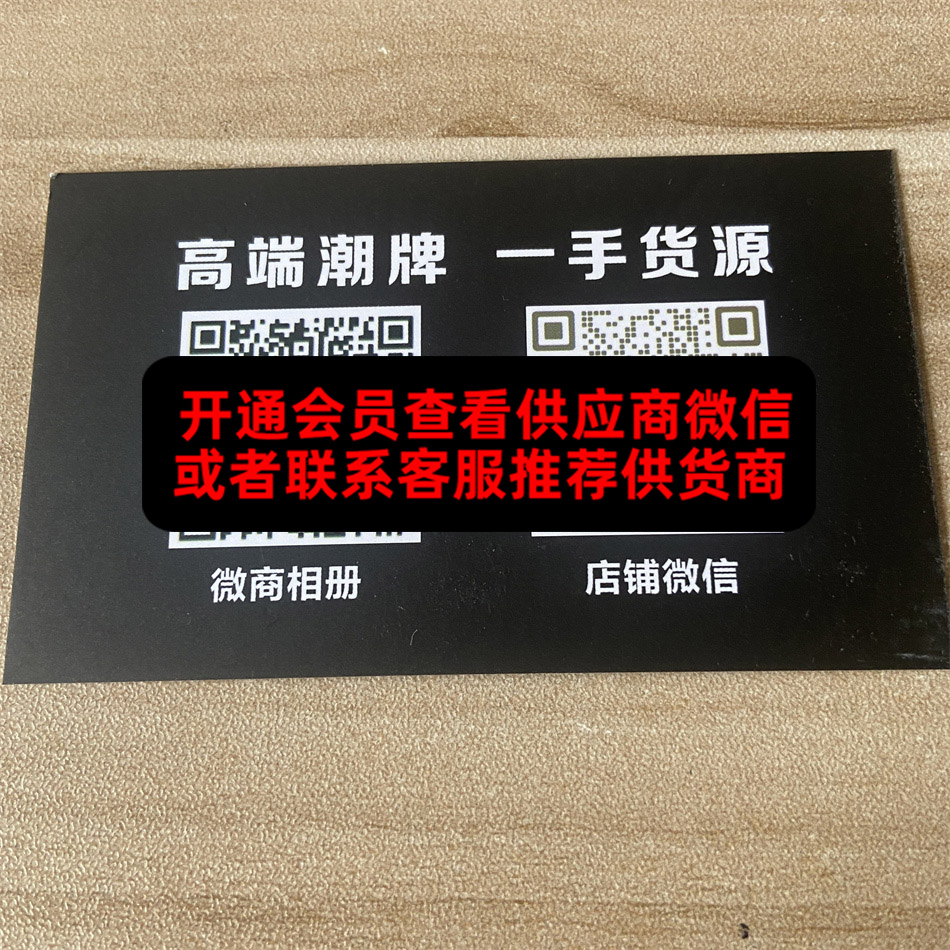 高端潮牌 一手货源
开通会员查看供应商微信
或者联系客服推荐供货商
微商相册 店铺微信